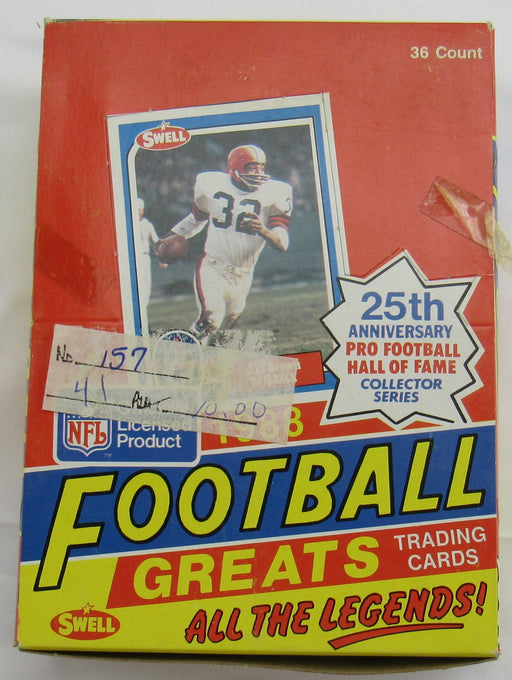 36 Count
SWELL
32
25th
ANNIVERSARY
PRO FOOTBALL
HALL OF FAME
COLLECTOR
SERIES
No. 157
41 10.00
1988
NFL Licensed
Product
FOOTBALL
GREATS
TRADING
CARDS
SWELL
ALL THE LEGENDS!